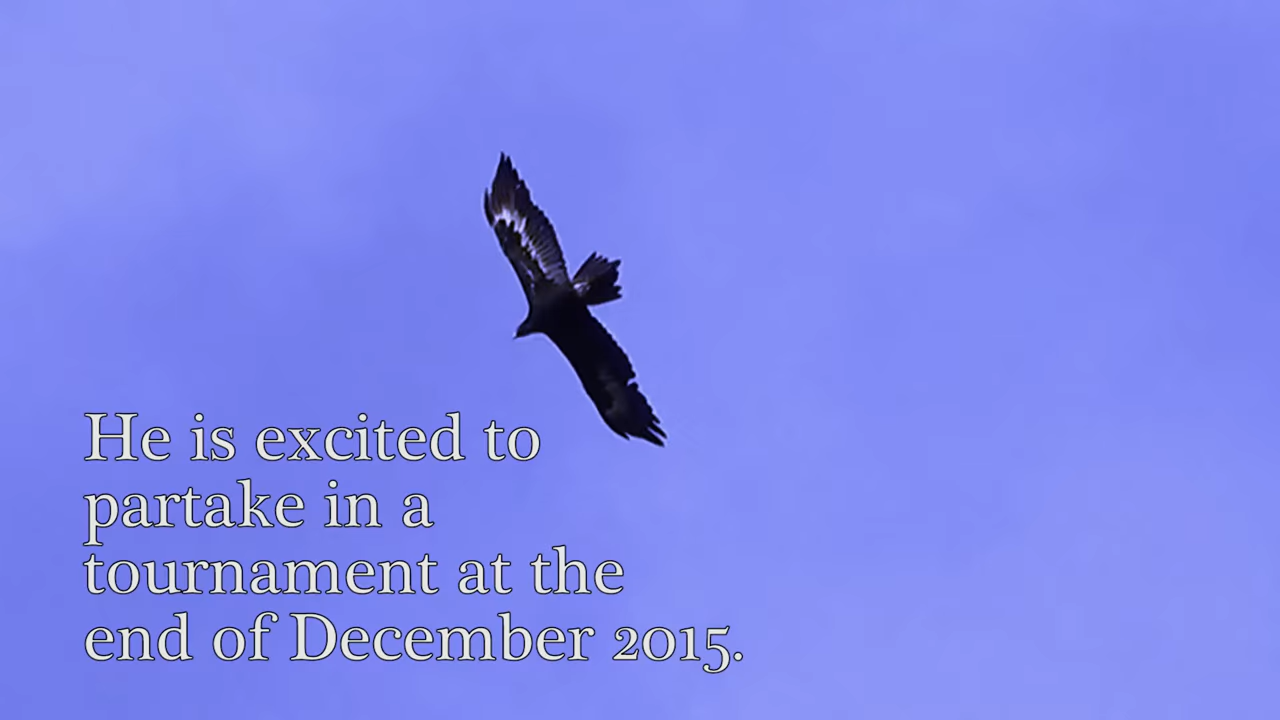 He is excited to
partake in a
tournament at the
end of December 2015.